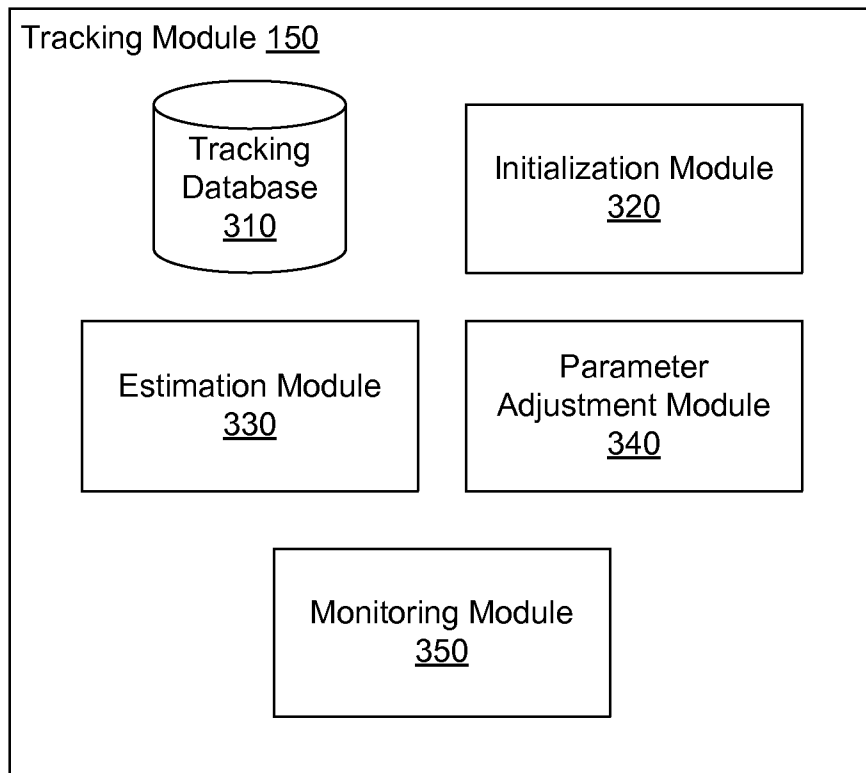 Tracking Module 150
Tracking
Database
310
Initialization Module
320
Estimation Module
330
Parameter
Adjustment Module
340
Monitoring Module
350